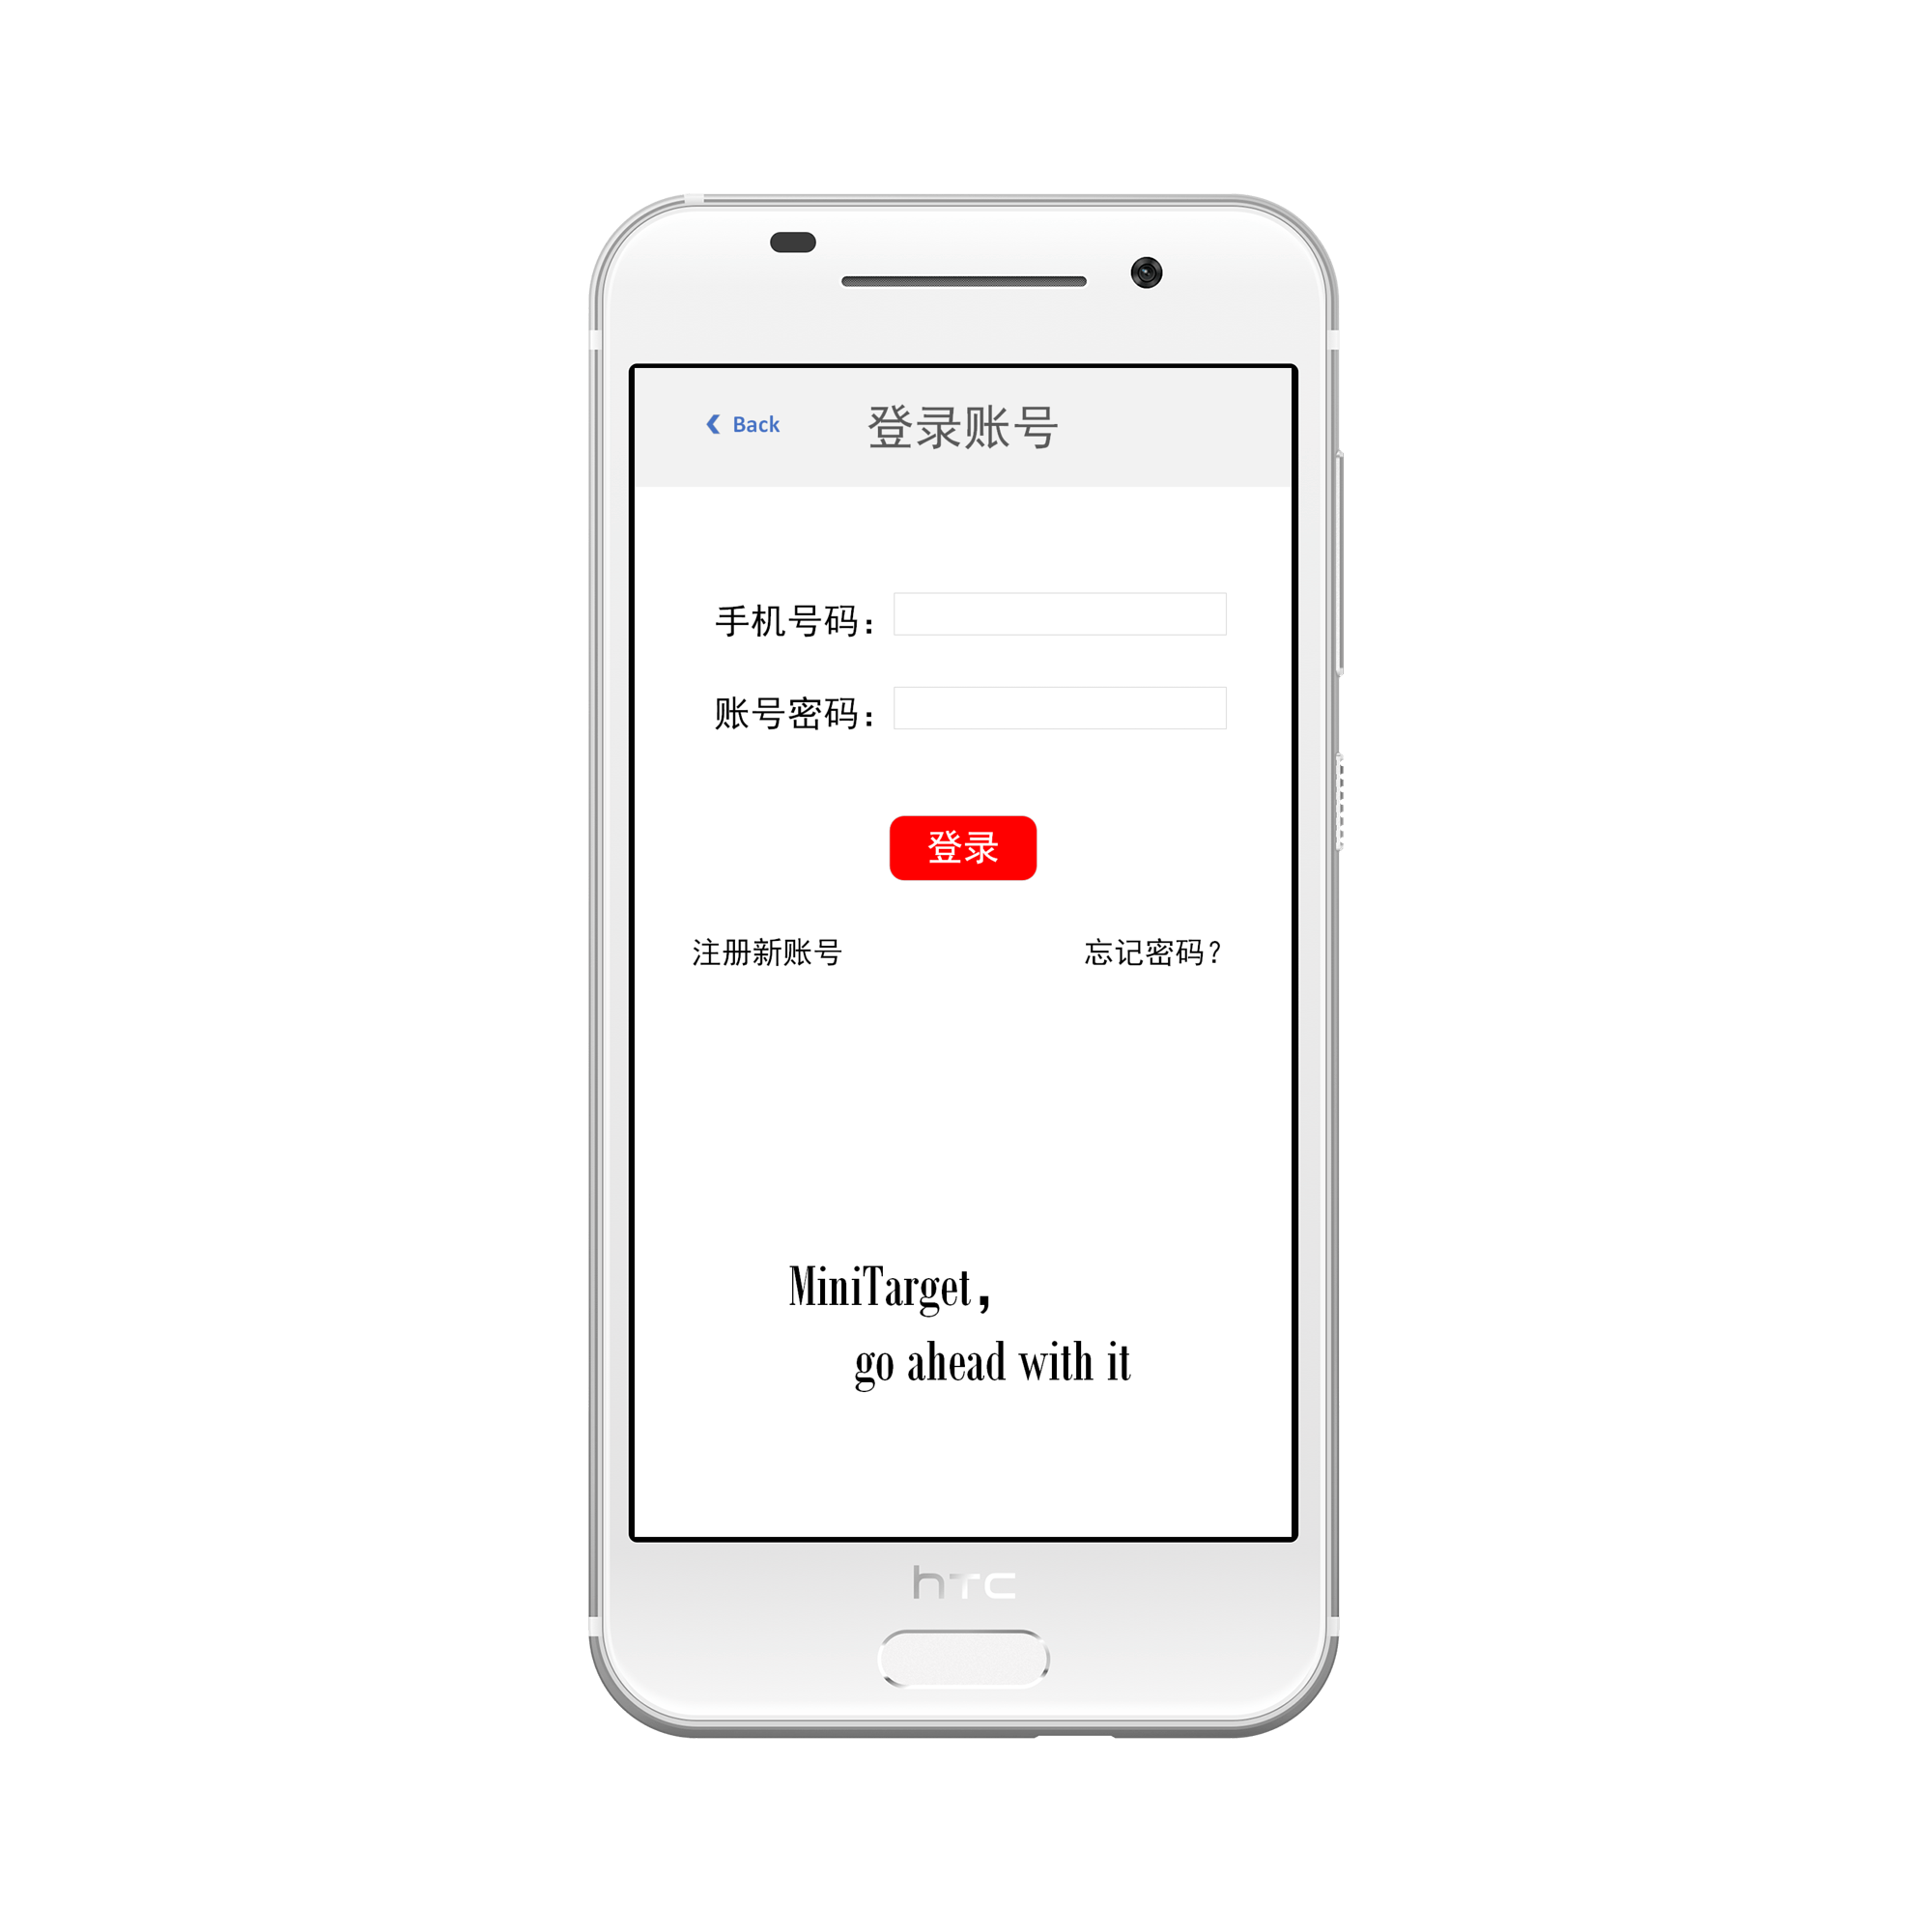 Back 登录账号
手机号码：
账号密码：
登录
注册新账号 忘记密码？
MiniTarget，
go ahead with it
hTC